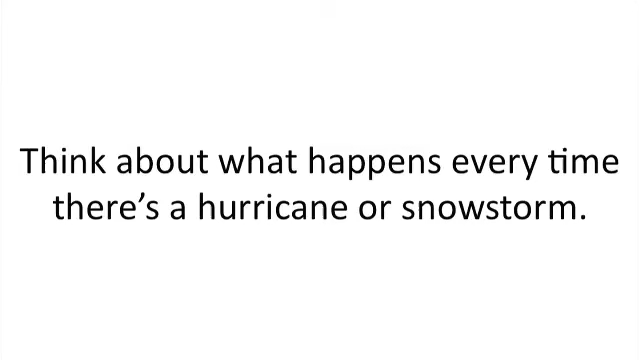 Think about what happens every time
there’s a hurricane or snowstorm.